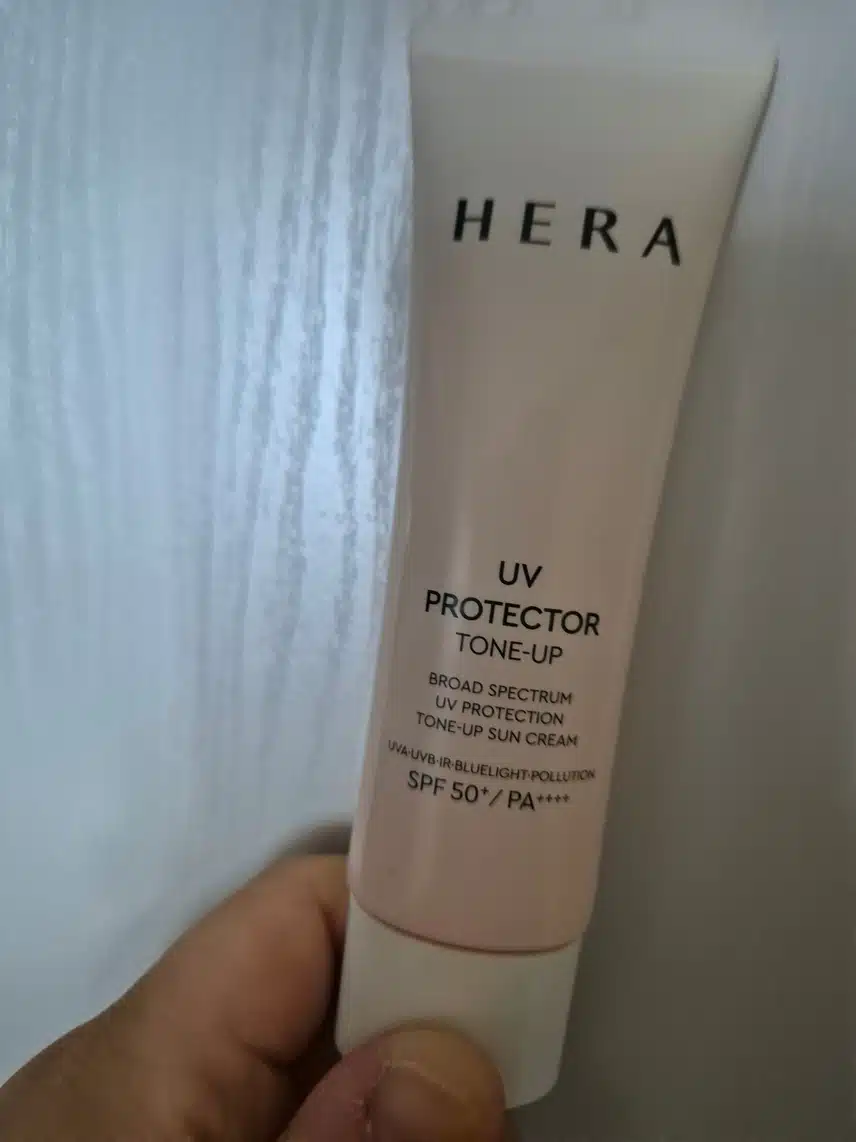 HERA
UV
PROTECTOR
TONE-UP
BROAD SPECTRUM
UV PROTECTION
TONE-UP SUN CREAM
UVA·UVB·IR·BLUELIGHT·POLLUTION
SPF 50⁺/PA⁺⁺⁺⁺